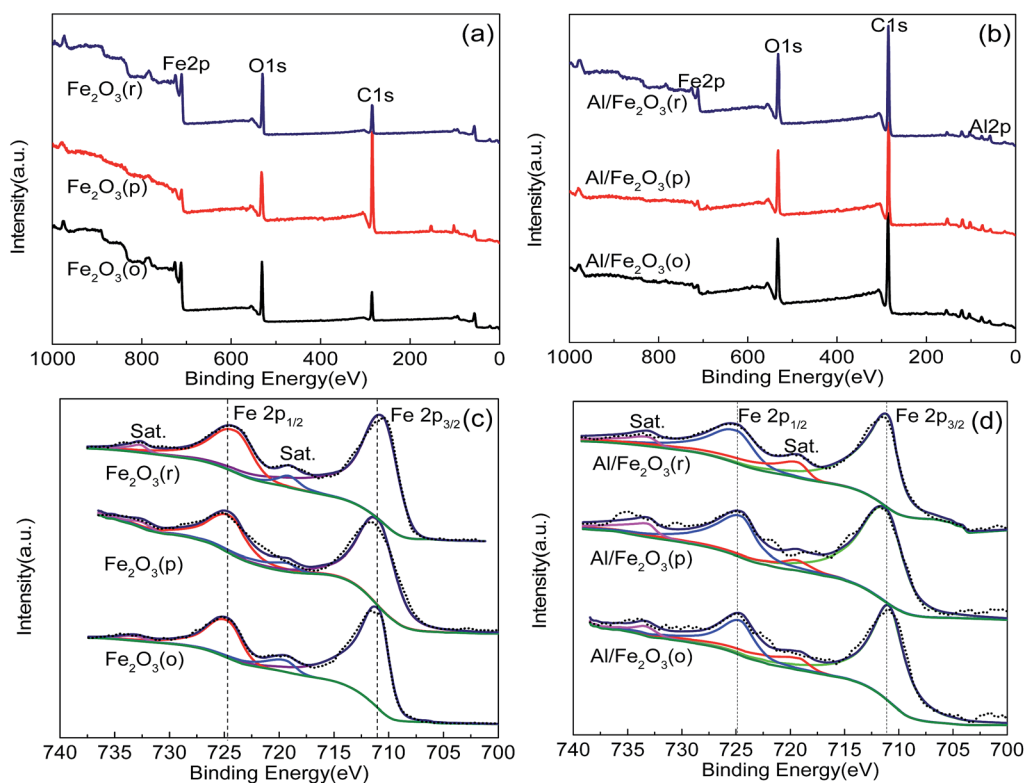 (a)
Fe2p
O1s
C1s
Fe₂O₃(r)
Fe₂O₃(p)
Fe₂O₃(o)
Intensity(a.u.)
1000 800 600 400 200 0
Binding Energy(eV)
(b)
C1s
O1s
Fe2p
Al/Fe₂O₃(r)
Al2p
Al/Fe₂O₃(p)
Al/Fe₂O₃(o)
Intensity(a.u.)
1000 800 600 400 200 0
Binding Energy(eV)
(c)
Fe 2p₁/₂
Fe 2p₃/₂
Sat.
Sat.
Fe₂O₃(r)
Fe₂O₃(p)
Fe₂O₃(o)
Intensity(a.u.)
740 735 730 725 720 715 710 705 700
Binding Energy(eV)
(d)
Fe 2p₁/₂
Fe 2p₃/₂
Sat.
Sat.
Al/Fe₂O₃(r)
Al/Fe₂O₃(p)
Al/Fe₂O₃(o)
Intensity(a.u.)
740 735 730 725 719 715 710 705 700
Binding Energy(eV)